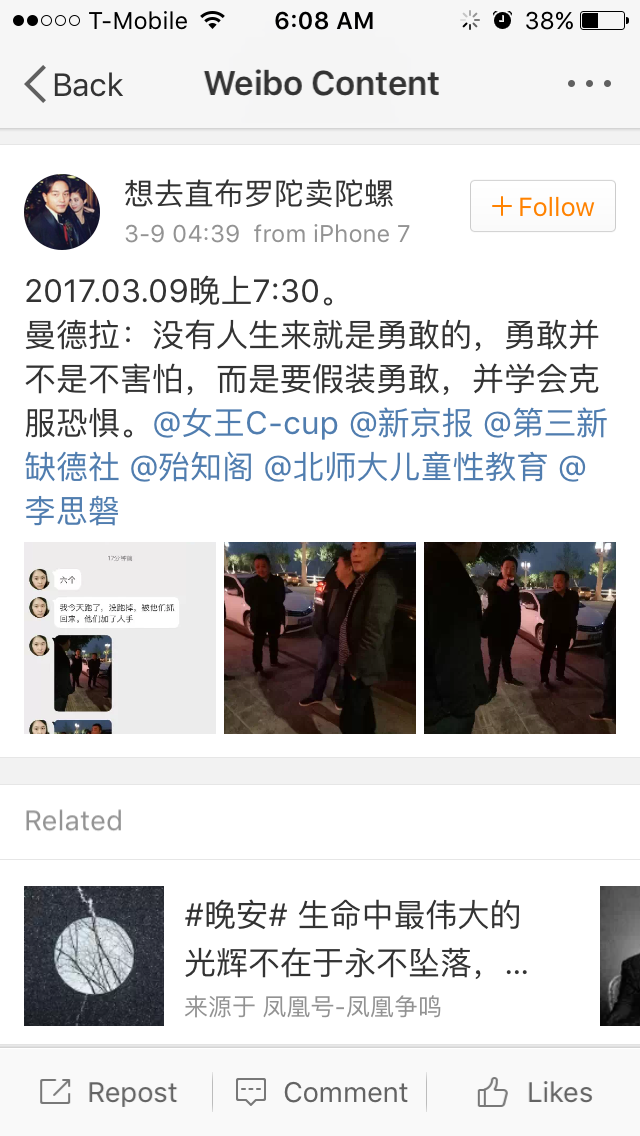 T-Mobile 6:08 AM 38%
Back Weibo Content
想去直布罗陀卖陀螺
3-9 04:39 from iPhone 7
+ Follow
2017.03.09晚上7:30。
曼德拉：没有人生来就是勇敢的，勇敢并
不是不害怕，而是要假装勇敢，并学会克
服恐惧。@女王C-cup @新京报 @第三新
缺德社 @殆知阁 @北师大儿童性教育 @
李思磐
17分钟前
六个
我今天跑了，没跑掉，被他们抓
回来，他们加了人手
Related
#晚安# 生命中最伟大的
光辉不在于永不坠落，...
来源于 凤凰号-凤凰争鸣
Repost Comment Likes